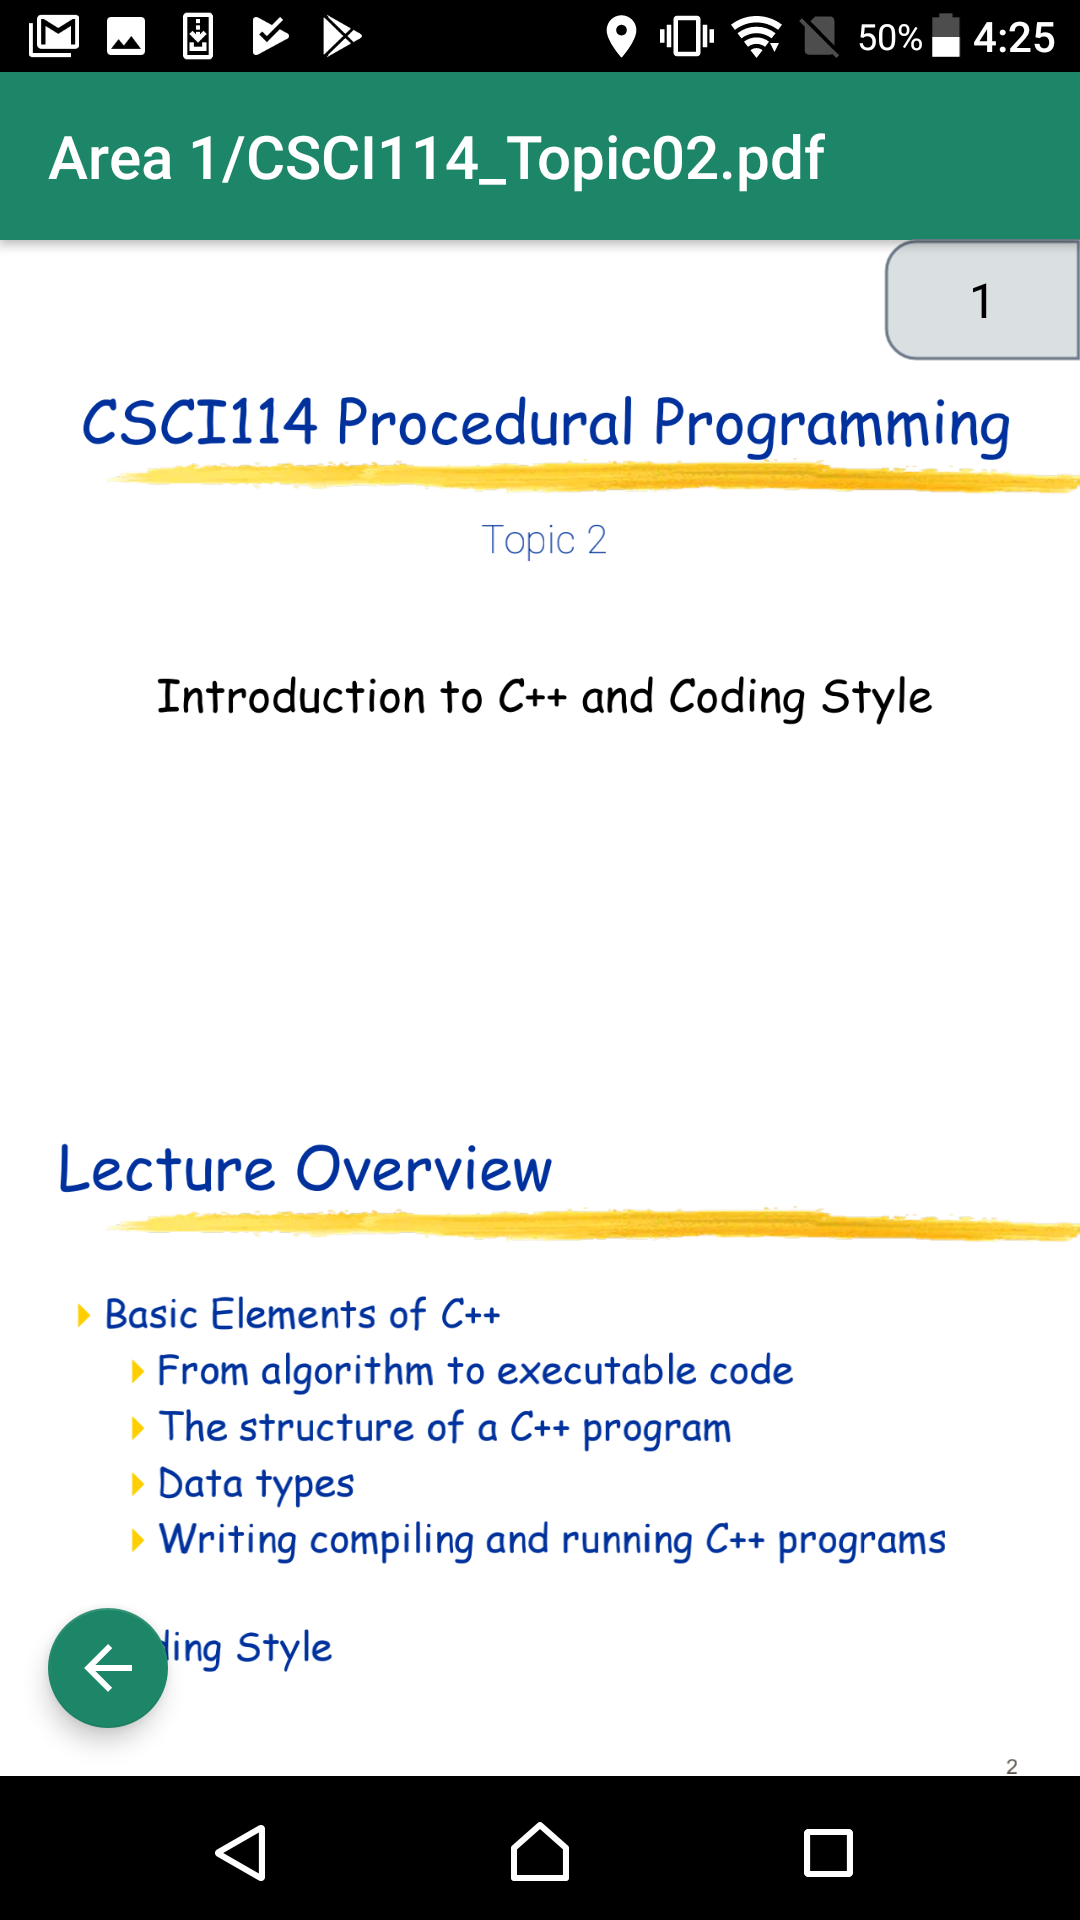 50% 4:25
Area 1/CSCI114_Topic02.pdf
1
CSCI114 Procedural Programming
Topic 2
Introduction to C++ and Coding Style
Lecture Overview
Basic Elements of C++
From algorithm to executable code
The structure of a C++ program
Data types
Writing compiling and running C++ programs
ding Style
2